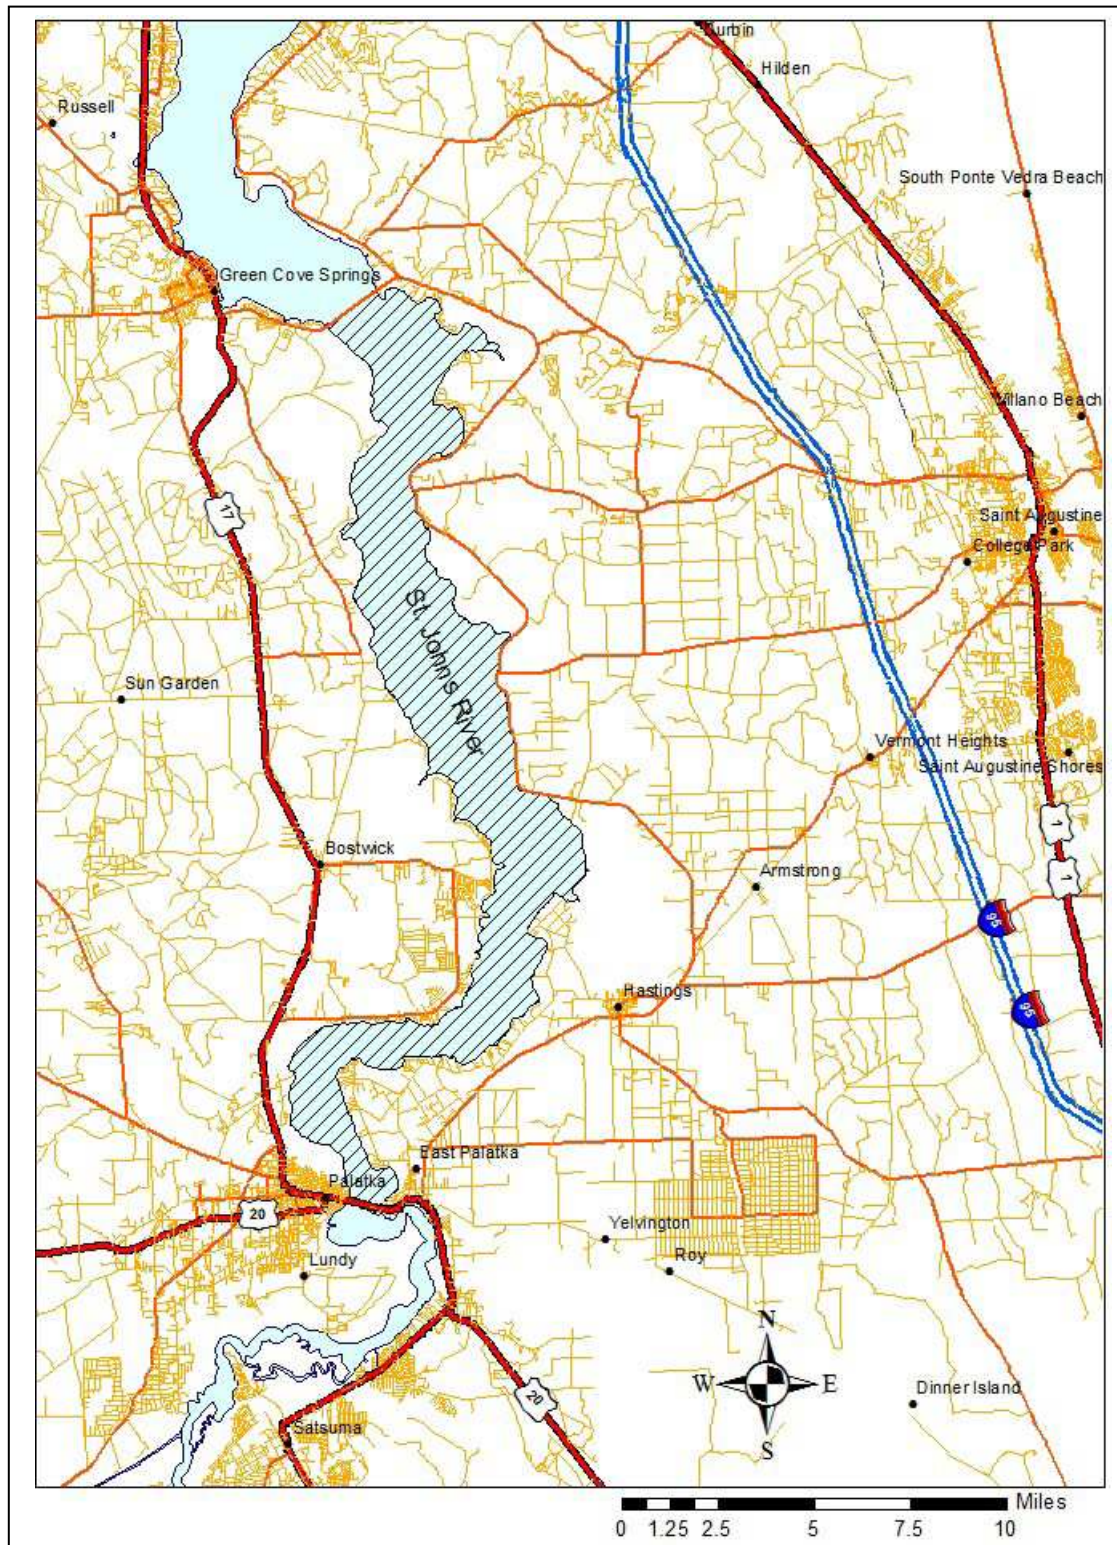 Durbin
Hilden
Russell
South Ponte Vedra Beach
Green Cove Springs
Villano Beach
17
Saint Augustine
College Park
St. Johns River
Sun Garden
Vermont Heights
Saint Augustine Shores
1
Bostwick
Armstrong
1
95
Hastings
95
East Palatka
Palatka
20
Yelvington
Roy
Lundy
N
W E
S
Dinner Island
20
Satsuma
Miles
0 1.25 2.5 5 7.5 10